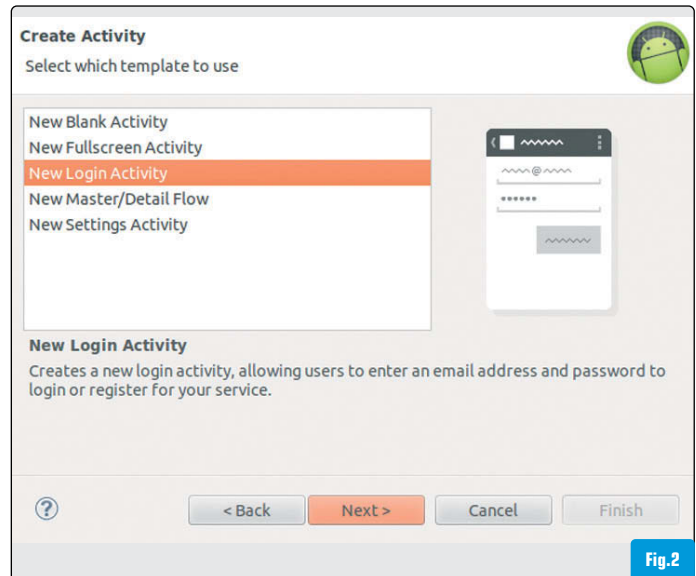 Create Activity
Select which template to use
New Blank Activity
New Fullscreen Activity
New Login Activity
New Master/Detail Flow
New Settings Activity
@
New Login Activity
Creates a new login activity, allowing users to enter an email address and password to
login or register for your service.
?
< Back
Next >
Cancel
Finish
Fig.2